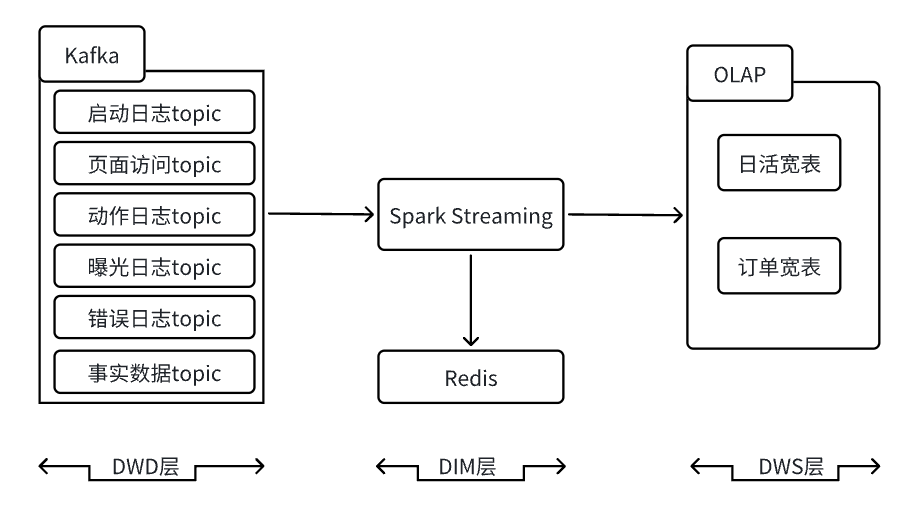 Kafka
启动日志topic
页面访问topic
动作日志topic
曝光日志topic
错误日志topic
事实数据topic
DWD层
Spark Streaming
Redis
DIM层
OLAP
日活宽表
订单宽表
DWS层